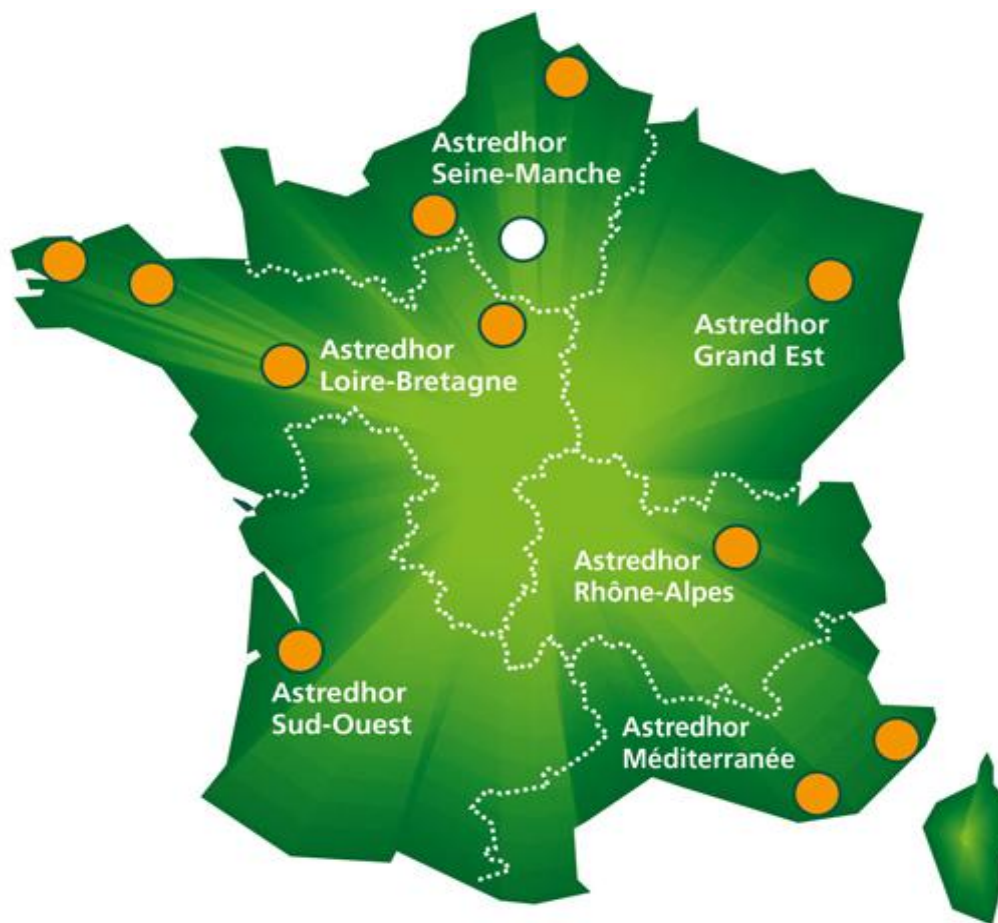 Astredhor
Seine-Manche
Astredhor
Grand Est
Astredhor
Loire-Bretagne
Astredhor
Rhône-Alpes
Astredhor
Sud-Ouest
Astredhor
Méditerranée